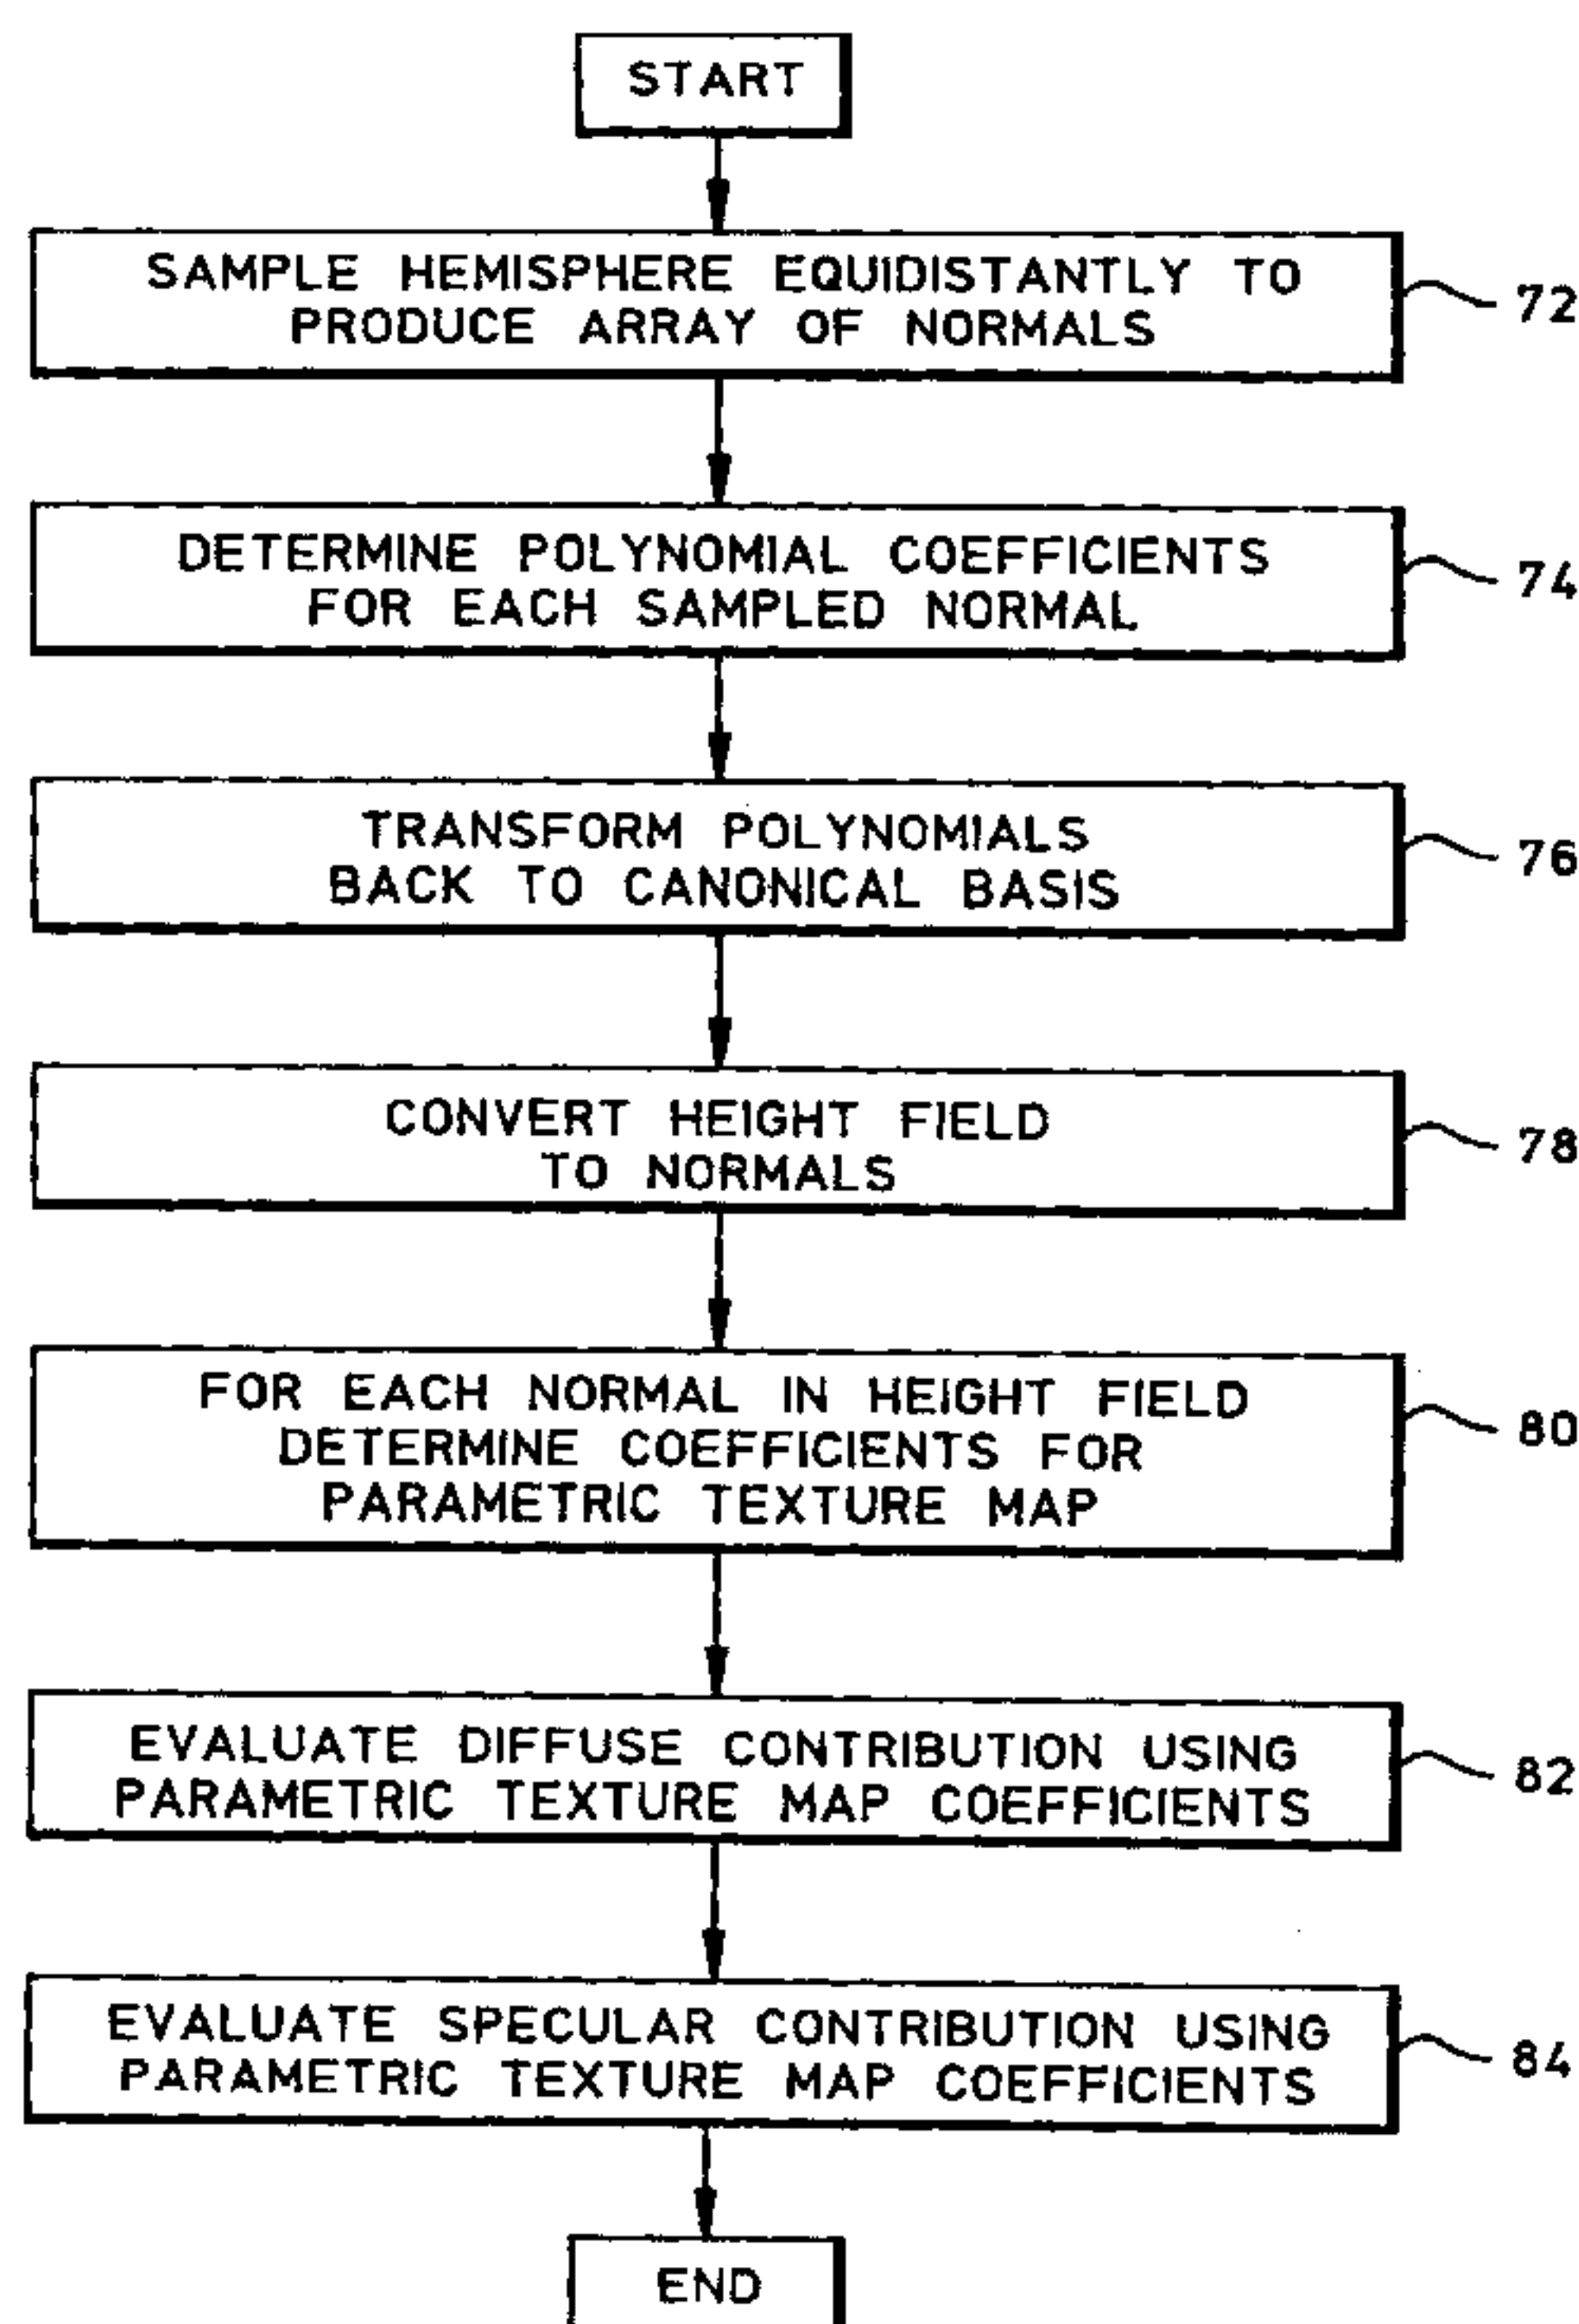 START
SAMPLE HEMISPHERE EQUIDISTANTLY TO
PRODUCE ARRAY OF NORMALS
72
DETERMINE POLYNOMIAL COEFFICIENTS
FOR EACH SAMPLED NORMAL
74
TRANSFORM POLYNOMIALS
BACK TO CANONICAL BASIS
76
CONVERT HEIGHT FIELD
TO NORMALS
78
FOR EACH NORMAL IN HEIGHT FIELD
DETERMINE COEFFICIENTS FOR
PARAMETRIC TEXTURE MAP
80
EVALUATE DIFFUSE CONTRIBUTION USING
PARAMETRIC TEXTURE MAP COEFFICIENTS
82
EVALUATE SPECULAR CONTRIBUTION USING
PARAMETRIC TEXTURE MAP COEFFICIENTS
84
END